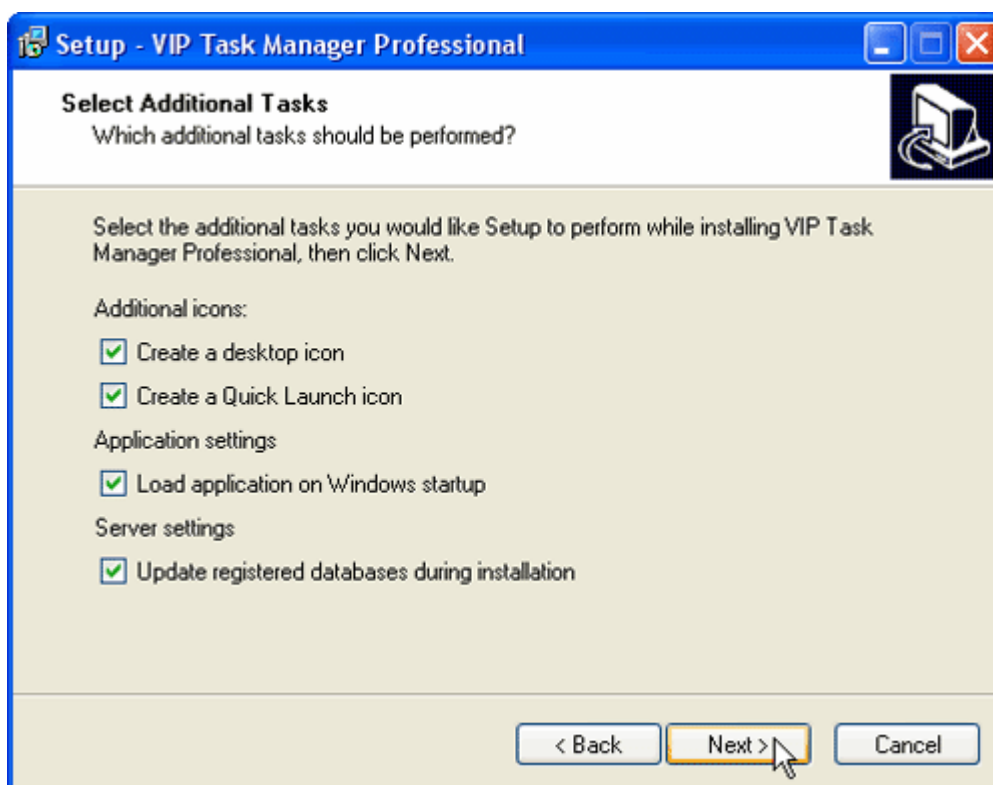 Setup - VIP Task Manager Professional
Select Additional Tasks
Which additional tasks should be performed?
Select the additional tasks you would like Setup to perform while installing VIP Task
Manager Professional, then click Next.
Additional icons:
Create a desktop icon
Create a Quick Launch icon
Application settings
Load application on Windows startup
Server settings
Update registered databases during installation
< Back Next > Cancel